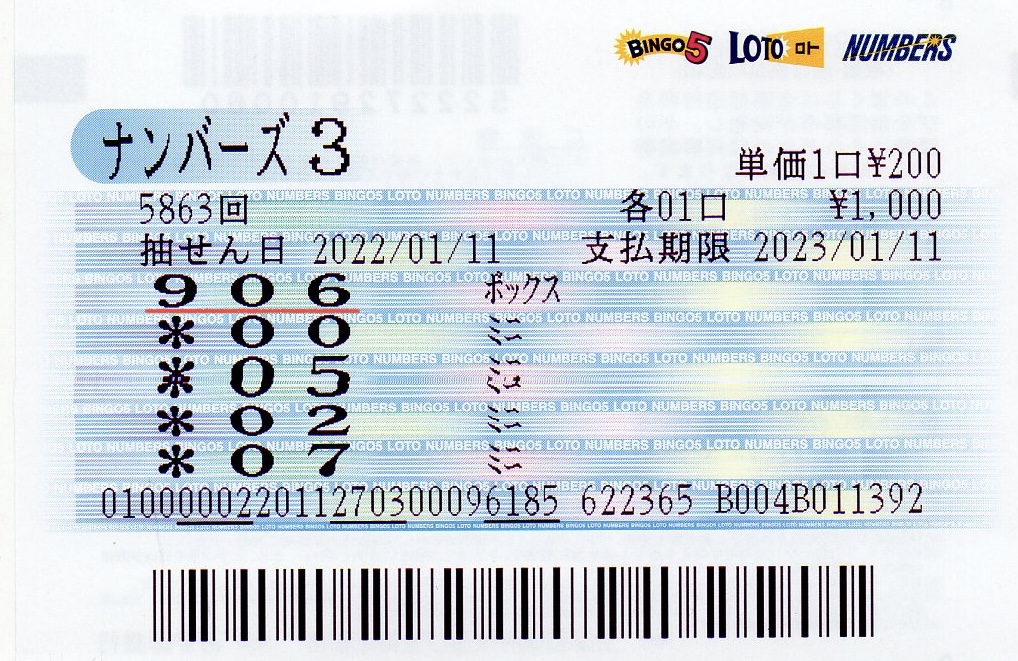 BINGO5 LOTO ロト NUMBERS
ナンバーズ3
単価1口¥200
5863回 各01口 ¥1,000
抽せん日 2022/01/11 支払期限 2023/01/11
906 ボックス
*00 ミニ
*05 ミニ
*02 ミニ
*07 ミニ
01000002201127030009​6185 622365 B004B011392